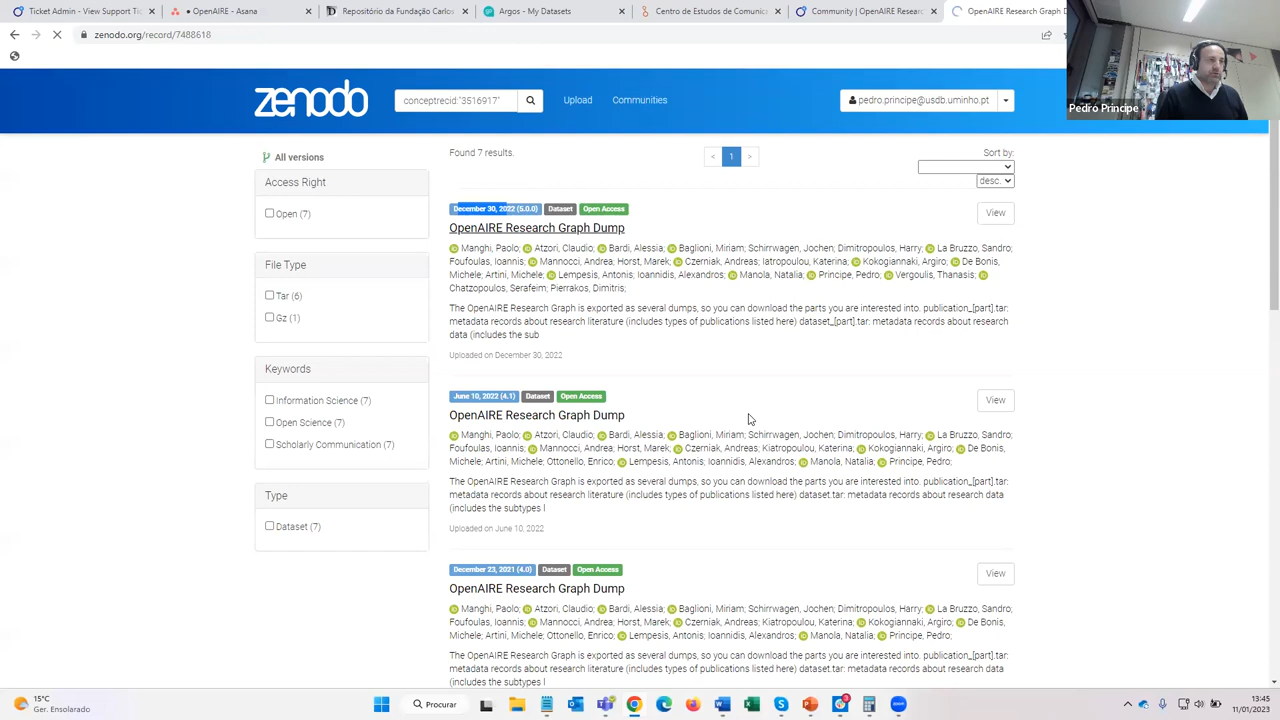 Ticket Admin - View Support Tic
● OpenAIRE - Asana
Repositório da Fundação Carlos
Argos - My Datasets
Centro de Estudos de Comunic
Community | OpenAIRE Resear
OpenAIRE Research Graph D
zenodo.org/record/7488618
Pedro Principe
zenodo
conceptrecid:"3516917"
Upload
Communities
pedro.principe@usdb.uminho.pt
All versions
Access Right
Open (7)
File Type
Tar (6)
Gz (1)
Keywords
Information Science (7)
Open Science (7)
Scholarly Communication (7)
Type
Dataset (7)
Found 7 results.
< 1 >
Sort by:
desc.
December 30, 2022 (5.0.0) Dataset Open Access
View
OpenAIRE Research Graph Dump
Manghi, Paolo; Atzori, Claudio; Bardi, Alessia; Baglioni, Miriam; Schirrwagen, Jochen; Dimitropoulos, Harry; La Bruzzo, Sandro;
Foufoulas, Ioannis; Mannocci, Andrea; Horst, Marek; Czerniak, Andreas; Iatropoulou, Katerina; Kokogiannaki, Argiro; De Bonis,
Michele; Artini, Michele; Lempesis, Antonis; Ioannidis, Alexandros; Manola, Natalia; Principe, Pedro; Vergoulis, Thanasis;
Chatzopoulos, Serafeim; Pierrakos, Dimitris;
The OpenAIRE Research Graph is exported as several dumps, so you can download the parts you are interested into. publication_[part].tar:
metadata records about research literature (includes types of publications listed here) dataset_[part].tar: metadata records about research
data (includes the sub
Uploaded on December 30, 2022
June 10, 2022 (4.1) Dataset Open Access
View
OpenAIRE Research Graph Dump
Manghi, Paolo; Atzori, Claudio; Bardi, Alessia; Baglioni, Miriam; Schirrwagen, Jochen; Dimitropoulos, Harry; La Bruzzo, Sandro;
Foufoulas, Ioannis; Mannocci, Andrea; Horst, Marek; Czerniak, Andreas; Kiatropoulou, Katerina; Kokogiannaki, Argiro; De Bonis,
Michele; Artini, Michele; Ottonello, Enrico; Lempesis, Antonis; Ioannidis, Alexandros; Manola, Natalia; Principe, Pedro;
The OpenAIRE Research Graph is exported as several dumps, so you can download the parts you are interested into. publication_[part].tar:
metadata records about research literature (includes types of publications listed here) dataset.tar: metadata records about research data
(includes the subtypes l
Uploaded on June 10, 2022
December 23, 2021 (4.0) Dataset Open Access
View
OpenAIRE Research Graph Dump
Manghi, Paolo; Atzori, Claudio; Bardi, Alessia; Baglioni, Miriam; Schirrwagen, Jochen; Dimitropoulos, Harry; La Bruzzo, Sandro;
Foufoulas, Ioannis; Mannocci, Andrea; Horst, Marek; Czerniak, Andreas; Kiatropoulou, Katerina; Kokogiannaki, Argiro; De Bonis,
Michele; Artini, Michele; Ottonello, Enrico; Lempesis, Antonis; Ioannidis, Alexandros; Manola, Natalia; Principe, Pedro;
The OpenAIRE Research Graph is exported as several dumps, so you can download the parts you are interested into. publication_[part].tar:
metadata records about research literature (includes types of publications listed here) dataset.tar: metadata records about research data
(includes the subtypes l
15°C
Ger. Ensolarado
Procurar
13:45
11/01/2023